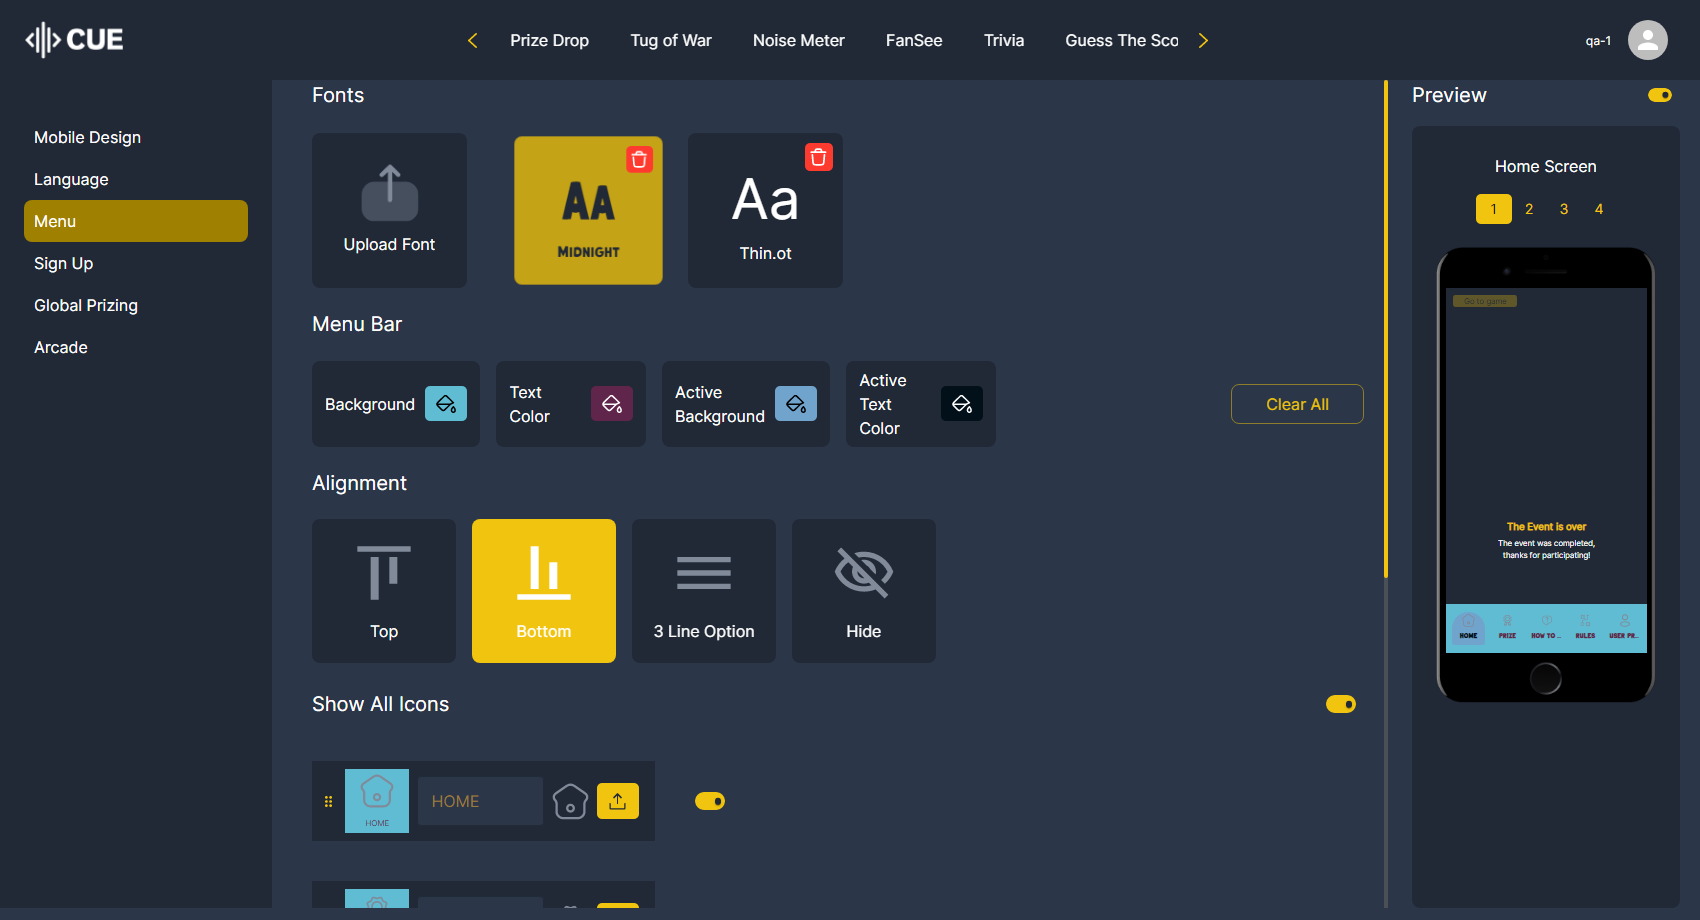 CUE
Prize Drop
Tug of War
Noise Meter
FanSee
Trivia
Guess The Sco
qa-1
Mobile Design
Language
Menu
Sign Up
Global Prizing
Arcade
Fonts
Upload Font
AA
MIDNIGHT
Aa
Thin.ot
Menu Bar
Background
Text
Color
Active
Background
Active
Text
Color
Clear All
Alignment
Top
Bottom
3 Line Option
Hide
Show All Icons
HOME
HOME
Preview
Home Screen
1 2 3 4
Go to game
The Event is over
The event was completed,
thanks for participating!
HOME PRIZE HOW TO ... RULES USER PR...